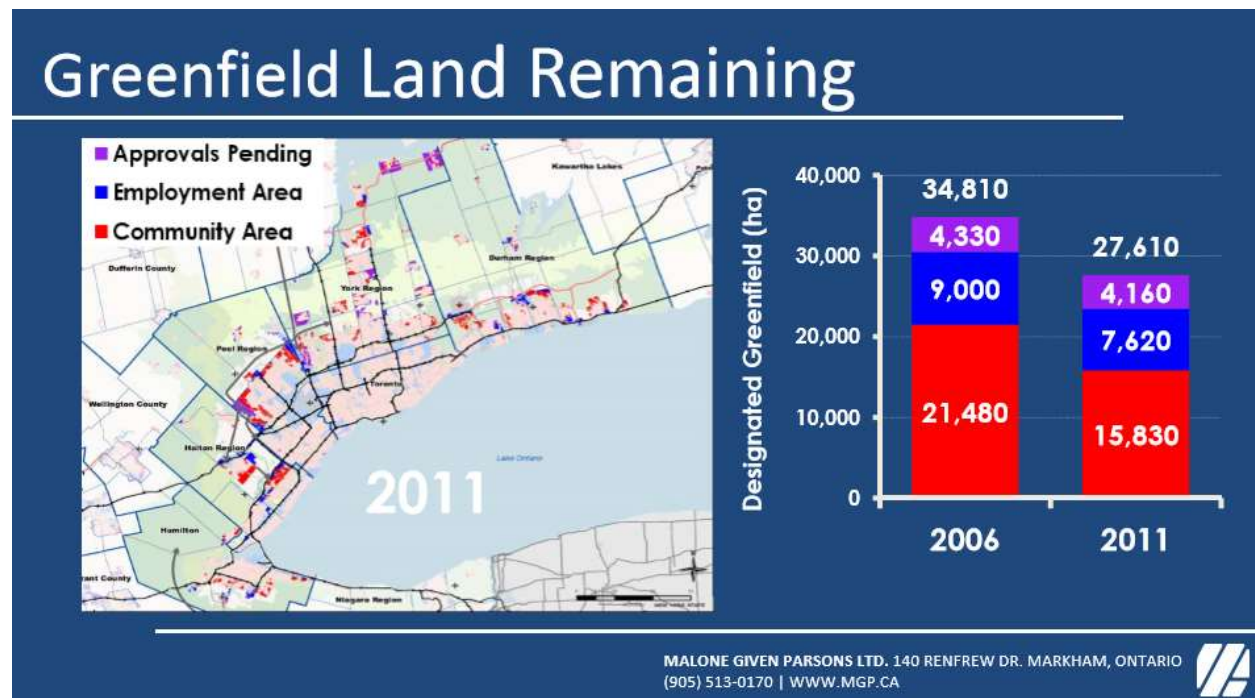 Greenfield Land Remaining
Approvals Pending
Employment Area
Community Area
Kawartha Lakes
Dufferin County
Durham Region
York Region
Peel Region
Toronto
Wellington County
Halton Region
Lake Ontario
2011
Hamilton
ant County
Niagara Region
Designated Greenfield (ha)
40,000
30,000
20,000
10,000
0
34,810
4,330
9,000
21,480
27,610
4,160
7,620
15,830
2006
2011
MALONE GIVEN PARSONS LTD. 140 RENFREW DR. MARKHAM, ONTARIO
(905) 513-0170 | WWW.MGP.CA